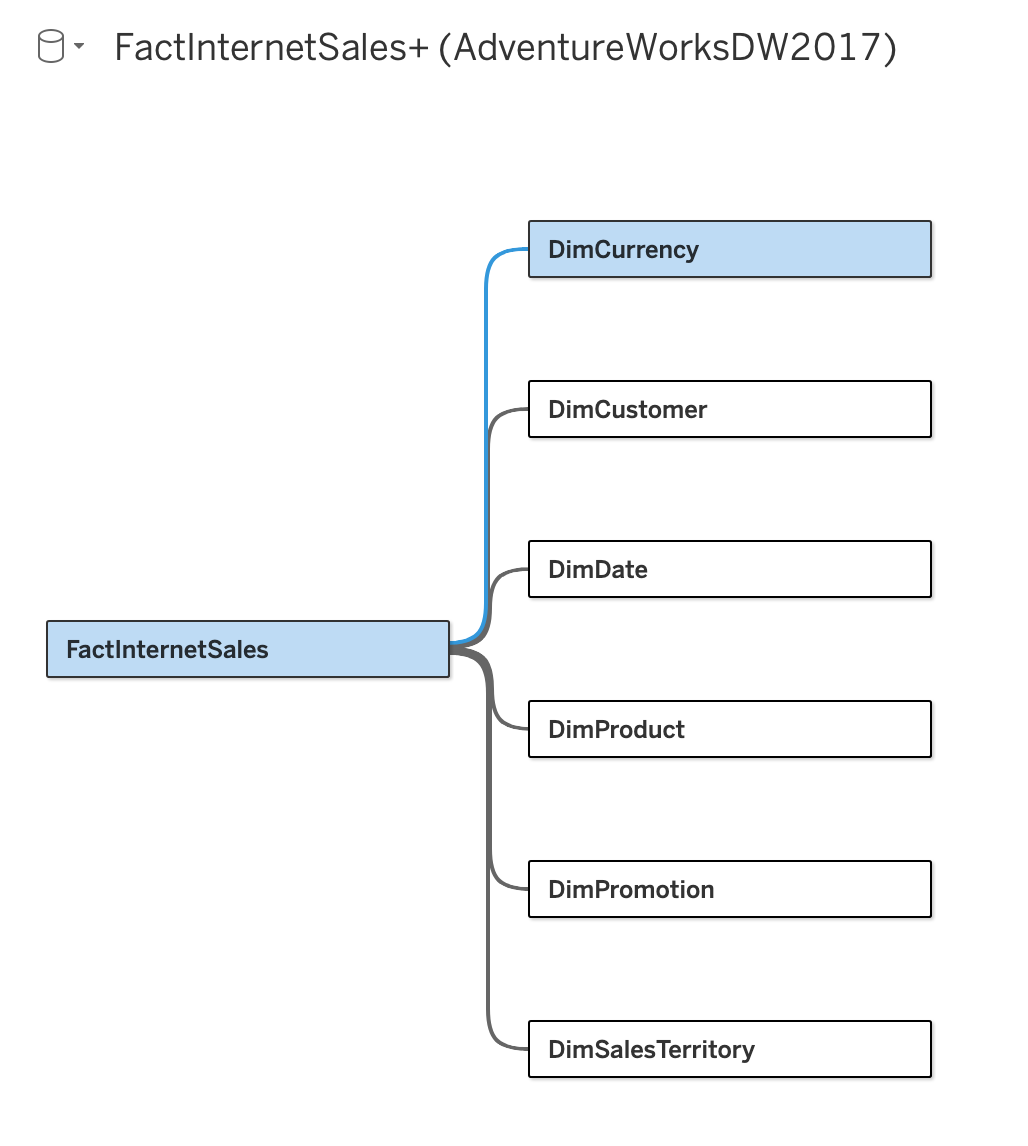 FactInternetSales+ (AdventureWorksDW2017)
DimCurrency
DimCustomer
DimDate
FactInternetSales
DimProduct
DimPromotion
DimSalesTerritory